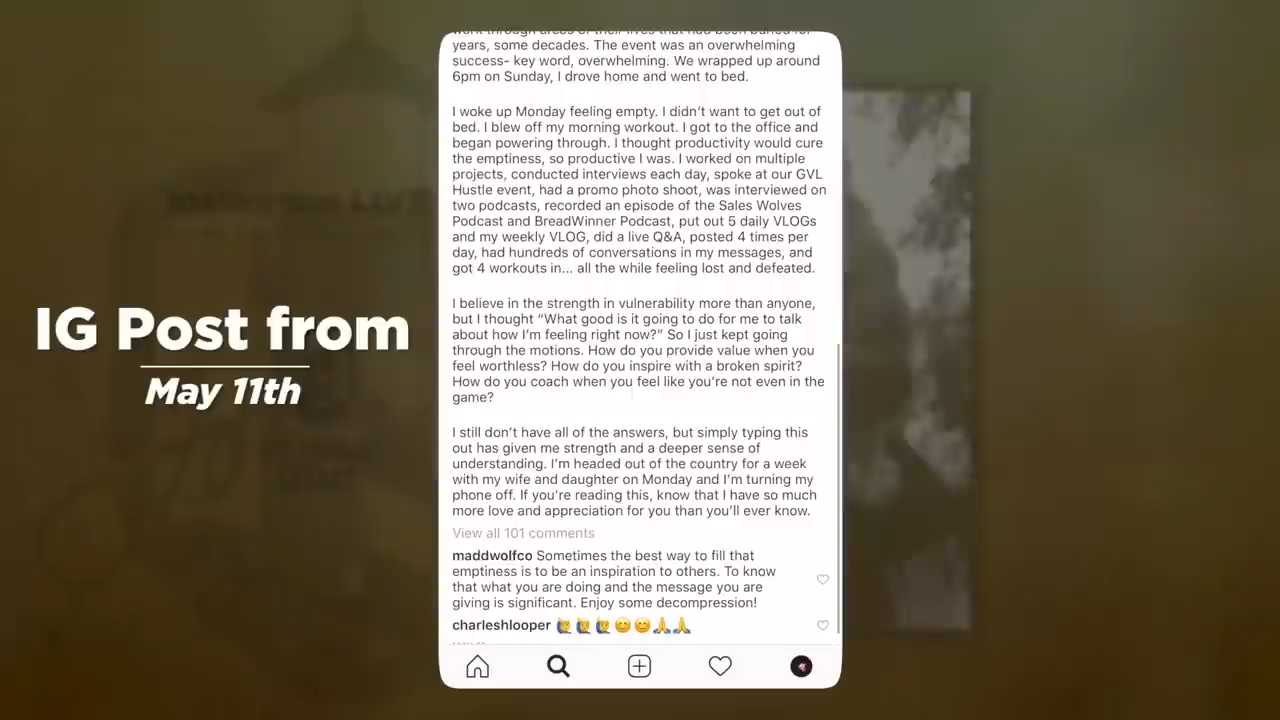 IG Post from
May 11th
work through areas of their lives that had been buried for
years, some decades. The event was an overwhelming
success- key word, overwhelming. We wrapped up around
6pm on Sunday, I drove home and went to bed.
I woke up Monday feeling empty. I didn’t want to get out of
bed. I blew off my morning workout. I got to the office and
began powering through. I thought productivity would cure
the emptiness, so productive I was. I worked on multiple
projects, conducted interviews each day, spoke at our GVL
Hustle event, had a promo photo shoot, was interviewed on
two podcasts, recorded an episode of the Sales Wolves
Podcast and BreadWinner Podcast, put out 5 daily VLOGs
and my weekly VLOG, did a live Q&A, posted 4 times per
day, had hundreds of conversations in my messages, and
got 4 workouts in... all the while feeling lost and defeated.
I believe in the strength in vulnerability more than anyone,
but I thought “What good is it going to do for me to talk
about how I’m feeling right now?” So I just kept going
through the motions. How do you provide value when you
feel worthless? How do you inspire with a broken spirit?
How do you coach when you feel like you’re not even in the
game?
I still don’t have all of the answers, but simply typing this
out has given me strength and a deeper sense of
understanding. I’m headed out of the country for a week
with my wife and daughter on Monday and I’m turning my
phone off. If you’re reading this, know that I have so much
more love and appreciation for you than you’ll ever know.
View all 101 comments
maddwolfco Sometimes the best way to fill that
emptiness is to be an inspiration to others. To know
that what you are doing and the message you are
giving is significant. Enjoy some decompression!
charleshlooper 🙋‍♂️🙋‍♂️🙋‍♂️😊😊🙏🙏